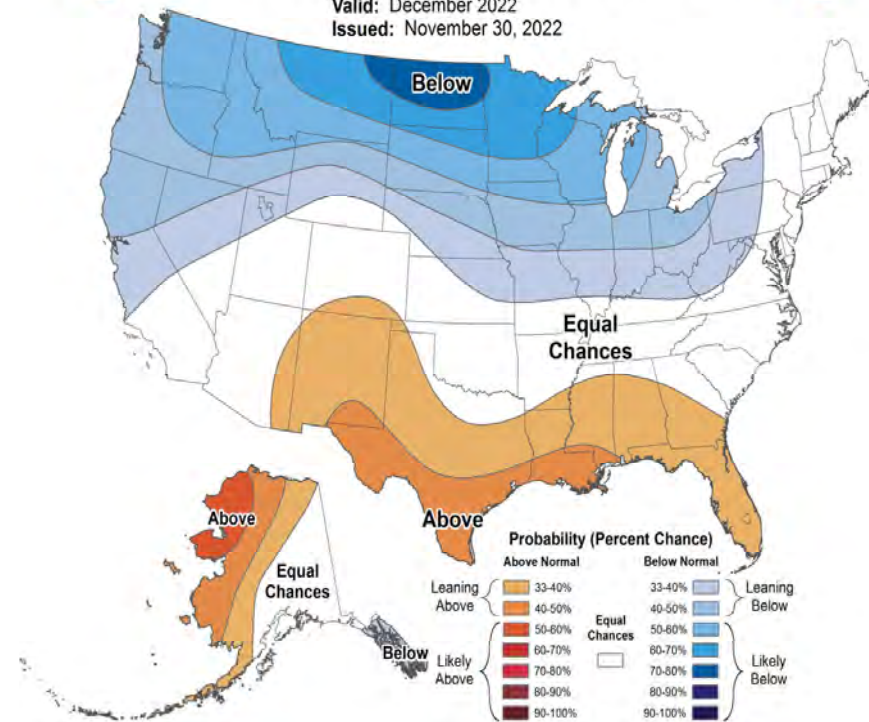 Valid: December 2022
Issued: November 30, 2022
Below
Equal
Chances
Above
Above
Equal
Chances
Below
Probability (Percent Chance)
Above Normal
Below Normal
Leaning
Above
33-40%
40-50%
50-60%
60-70%
70-80%
80-90%
90-100%
Likely
Above
Equal
Chances
33-40%
40-50%
50-60%
60-70%
70-80%
80-90%
90-100%
Leaning
Below
Likely
Below